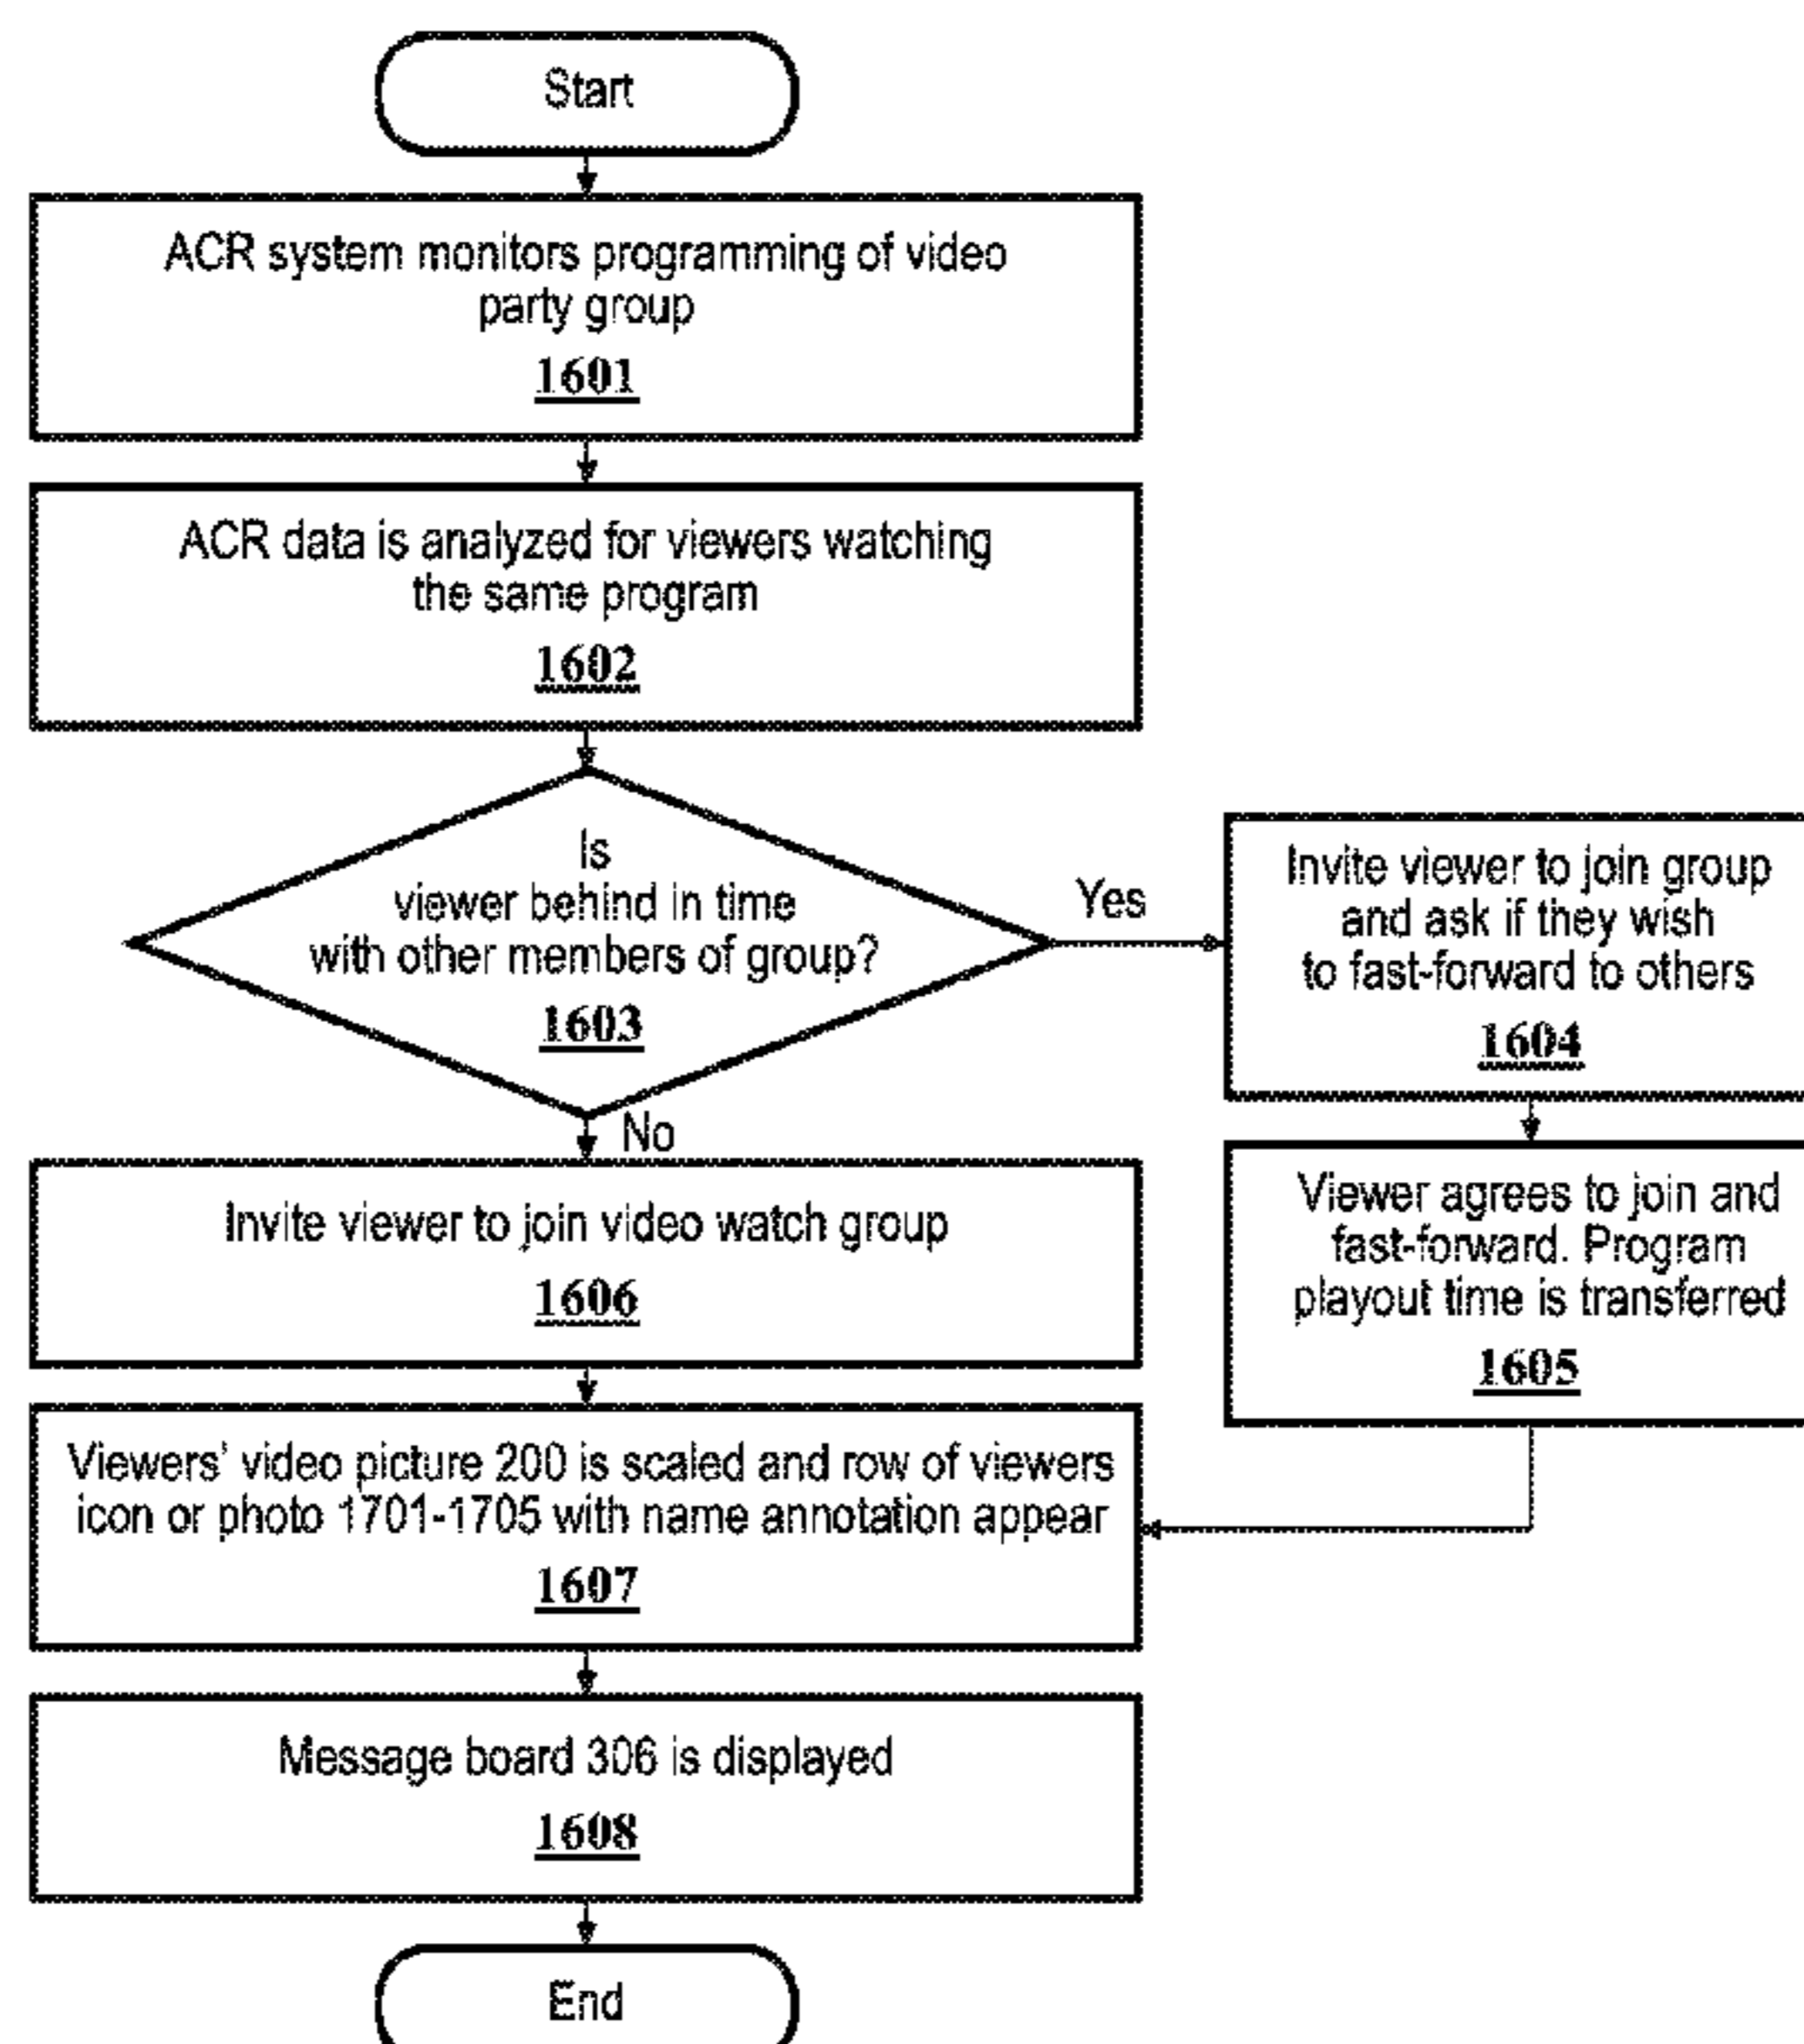 Start
ACR system monitors programming of video
party group
1601
ACR data is analyzed for viewers watching
the same program
1602
Is
viewer behind in time
with other members of group?
1603
Yes
Invite viewer to join group
and ask if they wish
to fast-forward to others
1604
Viewer agrees to join and
fast-forward. Program
playout time is transferred
1605
No
Invite viewer to join video watch group
1606
Viewers' video picture 200 is scaled and row of viewers
icon or photo 1701-1705 with name annotation appear
1607
Message board 306 is displayed
1608
End